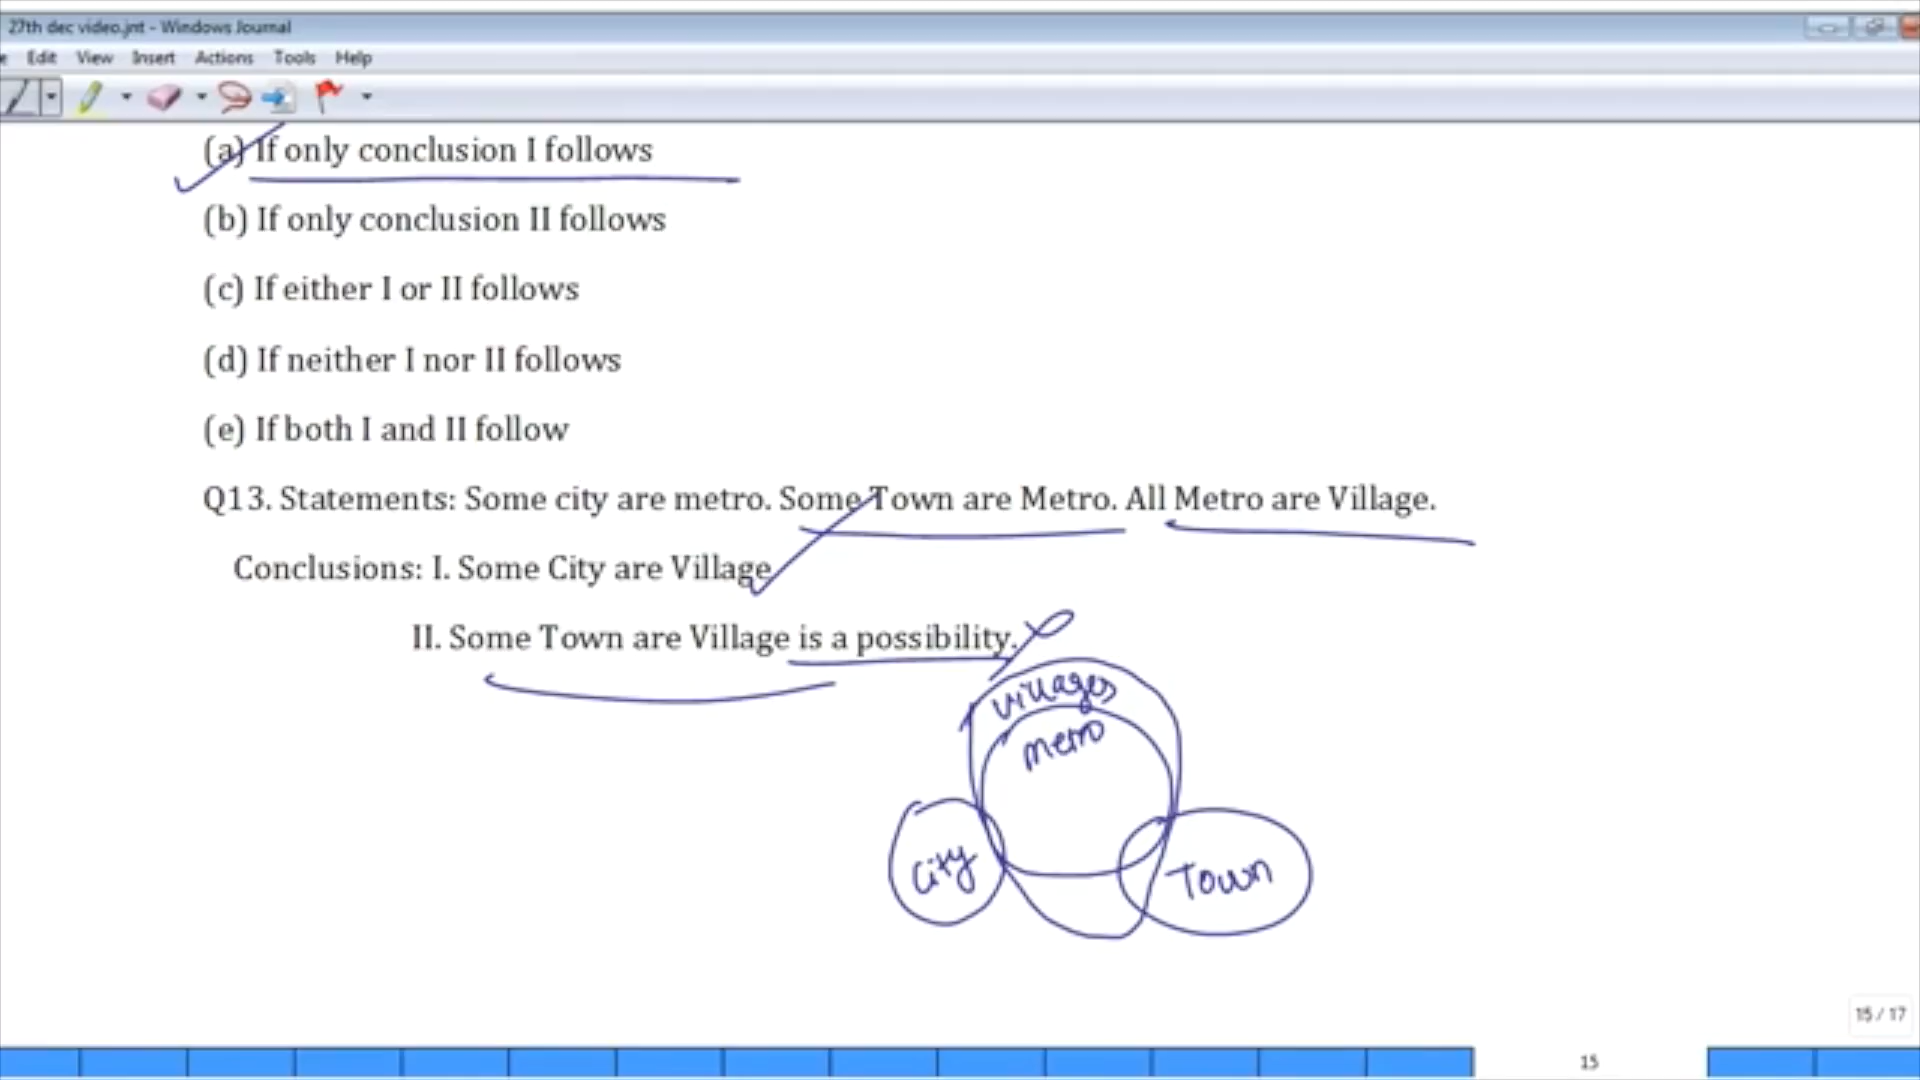 27th dec video.jnt - Windows Journal
e Edit View Insert Actions Tools Help
(a) If only conclusion I follows
(b) If only conclusion II follows
(c) If either I or II follows
(d) If neither I nor II follows
(e) If both I and II follow
Q13. Statements: Some city are metro. Some Town are Metro. All Metro are Village.
Conclusions: I. Some City are Village
II. Some Town are Village is a possibility.
villages
metro
City
Town
15 / 17
15